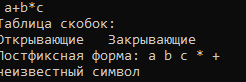 a+b*c
Таблица скобок:
Открывающие Закрывающие
Постфиксная форма: a b c * +
неизвестный символ